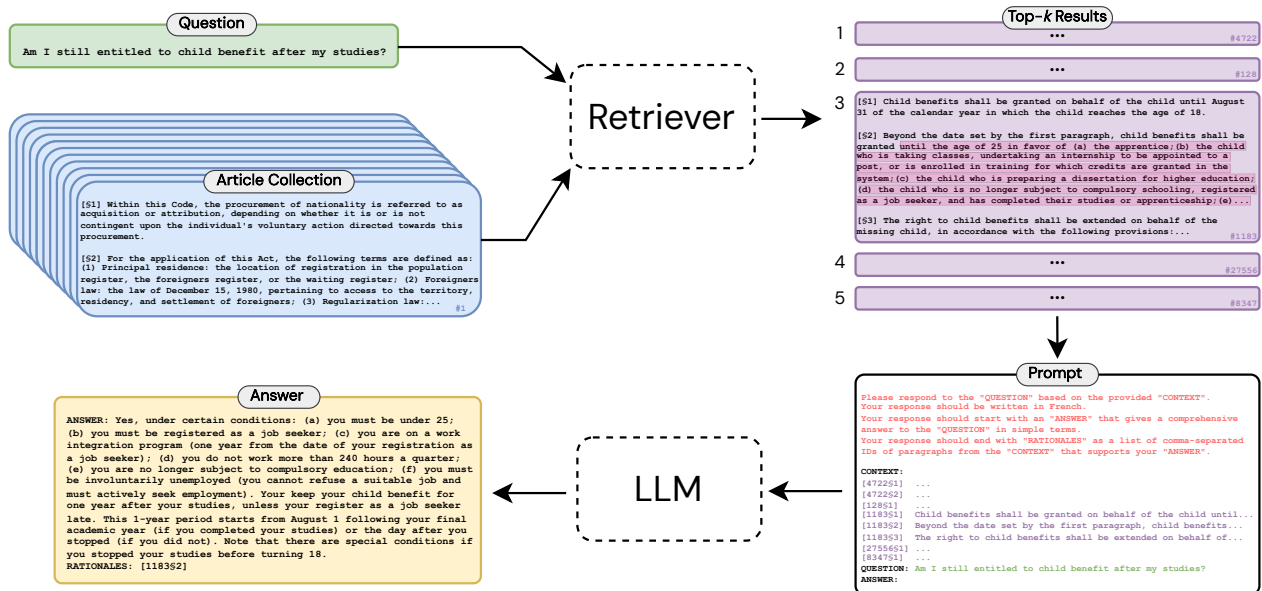 Question
Am I still entitled to child benefit after my studies?
Article Collection
[§1] Within this Code, the procurement of nationality is referred to as
acquisition or attribution, depending on whether it is or is not
contingent upon the individual's voluntary action directed towards this
procurement.
[§2] For the application of this Act, the following terms are defined as:
(1) Principal residence: the location of registration in the population
register, the foreigners register, or the waiting register; (2) Foreigners
law: the law of December 15, 1980, pertaining to access to the territory,
residency, and settlement of foreigners; (3) Regularization law:...
#1
Retriever
Top-k Results
1
...
#4722
2
...
#128
3
[§1] Child benefits shall be granted on behalf of the child until August
31 of the calendar year in which the child reaches the age of 18.
[§2] Beyond the date set by the first paragraph, child benefits shall be
granted until the age of 25 in favor of (a) the apprentice;(b) the child
who is taking classes, undertaking an internship to be appointed to a
post, or is enrolled in training for which credits are granted in the
system;(c) the child who is preparing a dissertation for higher education;
(d) the child who is no longer subject to compulsory schooling, registered
as a job seeker, and has completed their studies or apprenticeship;(e)...
[§3] The right to child benefits shall be extended on behalf of the
missing child, in accordance with the following provisions:...
#1183
4
...
#27556
5
...
#8347
Prompt
Please respond to the "QUESTION" based on the provided "CONTEXT".
Your response should be written in French.
Your response should start with an "ANSWER" that gives a comprehensive
answer to the "QUESTION" in simple terms.
Your response should end with "RATIONALES" as a list of comma-separated
IDs of paragraphs from the "CONTEXT" that supports your "ANSWER".
CONTEXT:
[4722§1] ...
[4722§2] ...
[128§1] ...
[1183§1] Child benefits shall be granted on behalf of the child until...
[1183§2] Beyond the date set by the first paragraph, child benefits...
[1183§3] The right to child benefits shall be extended on behalf of...
[27556§1] ...
[8347§1] ...
QUESTION: Am I still entitled to child benefit after my studies?
ANSWER:
LLM
Answer
ANSWER: Yes, under certain conditions: (a) you must be under 25;
(b) you must be registered as a job seeker; (c) you are on a work
integration program (one year from the date of your registration as
a job seeker); (d) you do not work more than 240 hours a quarter;
(e) you are no longer subject to compulsory education; (f) you must
be involuntarily unemployed (you cannot refuse a suitable job and
must actively seek employment). Your keep your child benefit for
one year after your studies, unless your register as a job seeker
late. This 1-year period starts from August 1 following your final
academic year (if you completed your studies) or the day after you
stopped (if you did not). Note that there are special conditions if
you stopped your studies before turning 18.
RATIONALES: [1183§2]